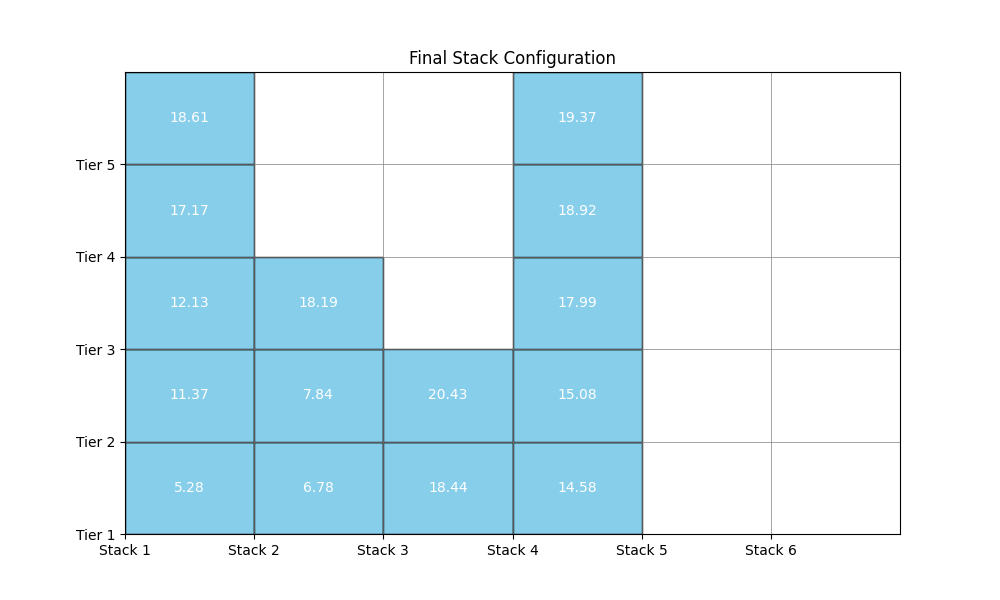 Final Stack Configuration
18.61 19.37
Tier 5
17.17 18.92
Tier 4
12.13 18.19 17.99
Tier 3
11.37 7.84 20.43 15.08
Tier 2
5.28 6.78 18.44 14.58
Tier 1
Stack 1 Stack 2 Stack 3 Stack 4 Stack 5 Stack 6